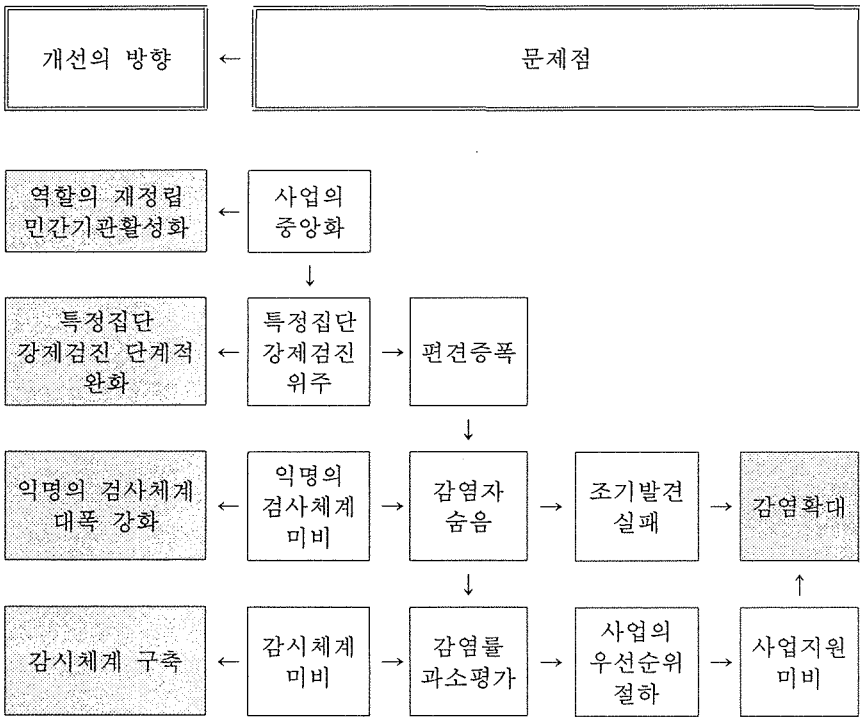 개선의 방향 ← 문제점
역할의 재정립
민간기관활성화
←
사업의
중앙화
↓
특정집단
강제검진 단계적
완화
←
특정집단
강제검진
위주
→
편견증폭
↓
익명의 검사체계
대폭 강화
←
익명의
검사체계
미비
→
감염자
숨음
→
조기발견
실패
→
감염확대
↓
↑
감시체계 구축
←
감시체계
미비
→
감염률
과소평가
→
사업의
우선순위
절하
→
사업지원
미비